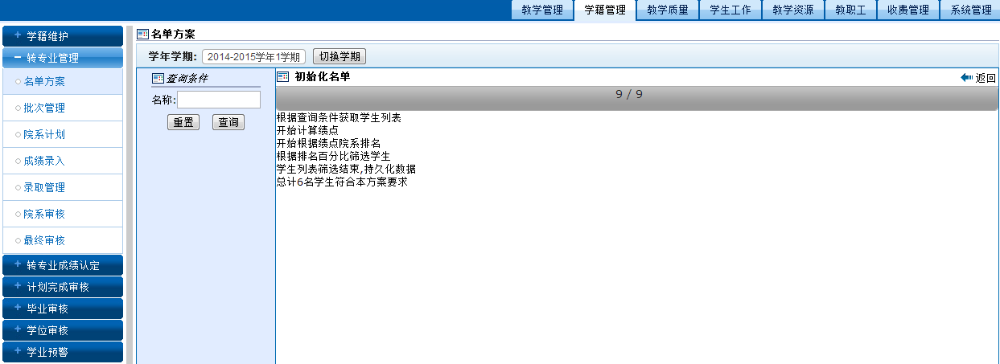 教学管理 学籍管理 教学质量 学生工作 教学资源 教职工 收费管理 系统管理
学籍维护
转专业管理
名单方案
批次管理
院系计划
成绩录入
录取管理
院系审核
最终审核
转专业成绩认定
计划完成审核
毕业审核
学位审核
学业预警
名单方案
学年学期: 2014-2015学年1学期 切换学期
查询条件
名称:
重置 查询
初始化名单 返回
9 / 9
根据查询条件获取学生列表
开始计算绩点
开始根据绩点院系排名
根据排名百分比筛选学生
学生列表筛选结束,持久化数据
总计6名学生符合本方案要求